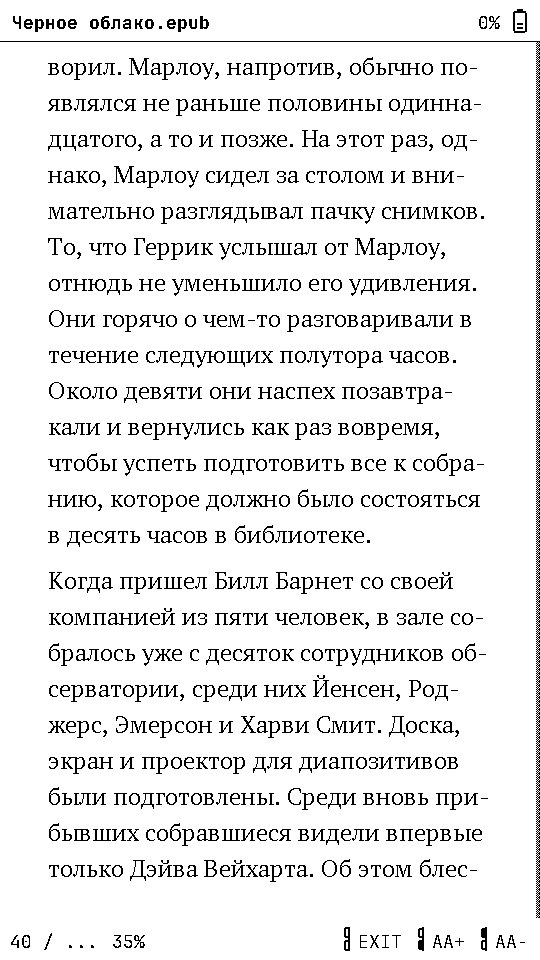 Черное облако.epub 0%
ворил. Марлоу, напротив, обычно по-
являлся не раньше половины одинна-
дцатого, а то и позже. На этот раз, од-
нако, Марлоу сидел за столом и вни-
мательно разглядывал пачку снимков.
То, что Геррик услышал от Марлоу,
отнюдь не уменьшило его удивления.
Они горячо о чем-то разговаривали в
течение следующих полутора часов.
Около девяти они наспех позавтра-
кали и вернулись как раз вовремя,
чтобы успеть подготовить все к собра-
нию, которое должно было состояться
в десять часов в библиотеке.
Когда пришел Билл Барнет со своей
компанией из пяти человек, в зале со-
бралось уже с десяток сотрудников об-
серватории, среди них Йенсен, Род-
жерс, Эмерсон и Харви Смит. Доска,
экран и проектор для диапозитивов
были подготовлены. Среди вновь при-
бывших собравшиеся видели впервые
только Дэйва Вейхарта. Об этом блес-
40 / ... 35% EXIT AA+ AA-